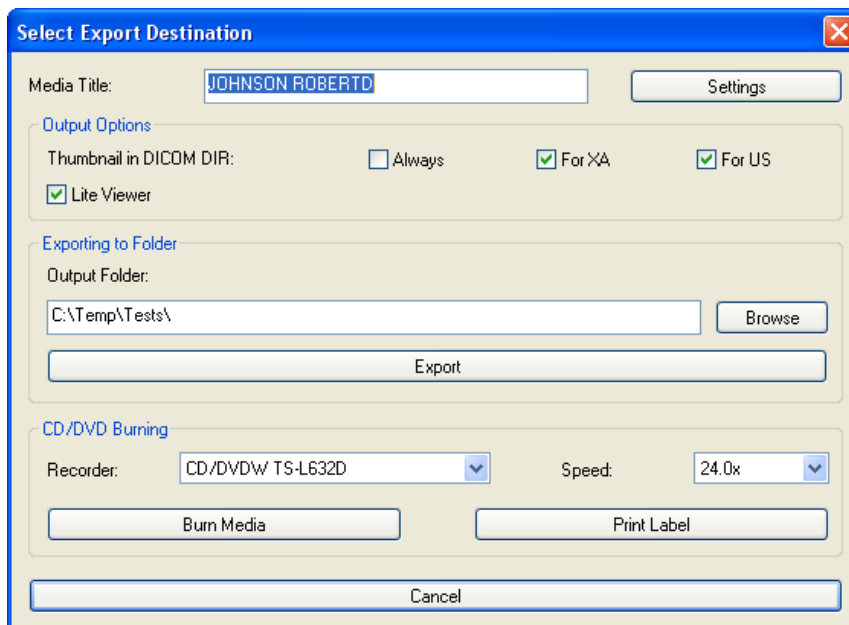 Select Export Destination
Media Title: JOHNSON ROBERTD Settings
Output Options
Thumbnail in DICOM DIR: Always For XA For US
Lite Viewer
Exporting to Folder
Output Folder:
C:\Temp\Tests\ Browse
Export
CD/DVD Burning
Recorder: CD/DVDW TS-L632D Speed: 24.0x
Burn Media Print Label
Cancel